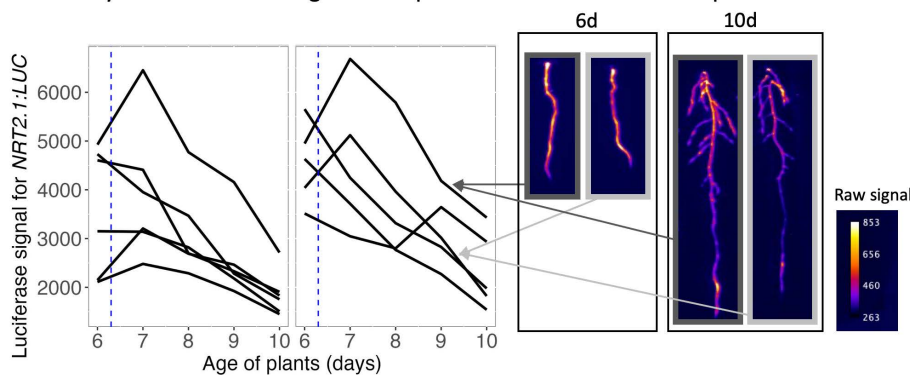 6d
10d
Luciferase signal for NRT2.1:LUC
6000
5000
4000
3000
2000
6 7 8 9 10
6 7 8 9 10
Age of plants (days)
Raw signal
853
656
460
263